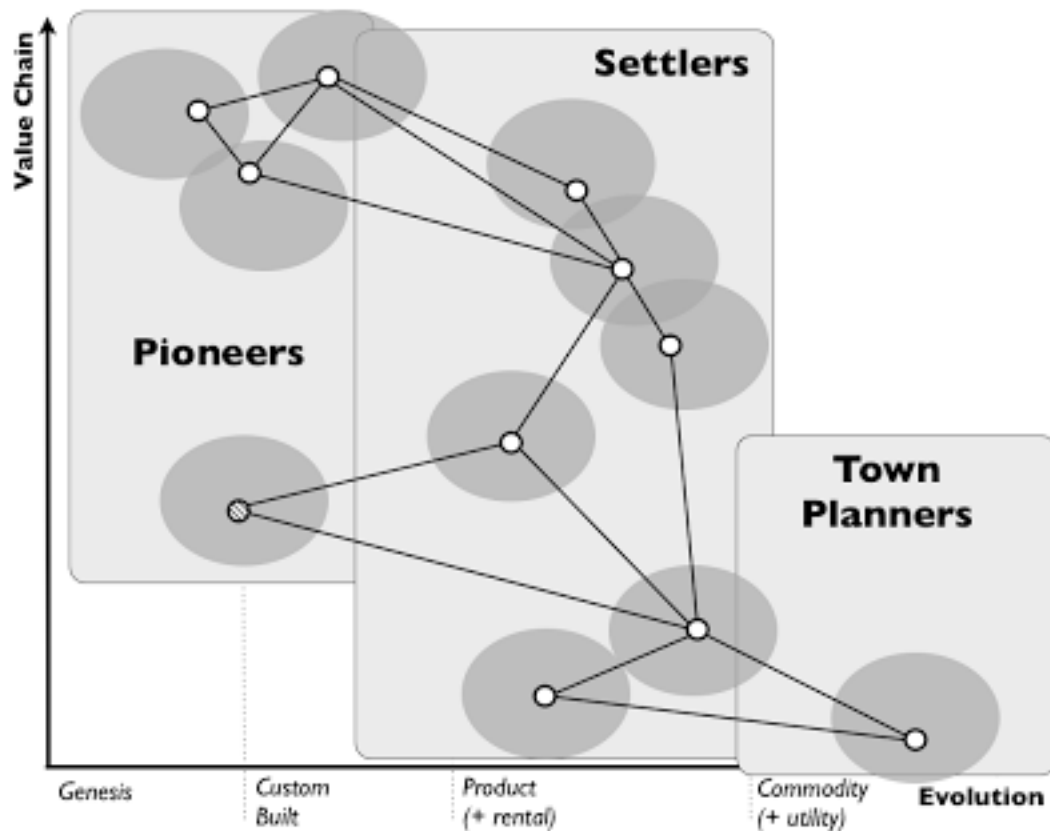 Value Chain
Settlers
Pioneers
Town
Planners
Genesis
Custom
Built
Product
(+ rental)
Commodity
(+ utility)
Evolution